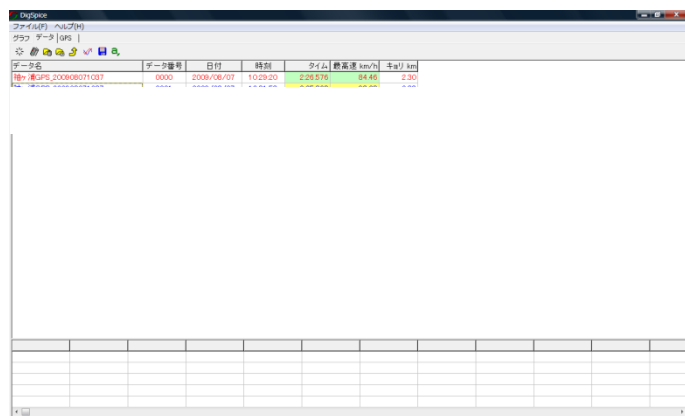 DigSpice
ファイル(F) ヘルプ(H)
グラフ データ GPS
データ名 データ番号 日付 時刻 タイム 最高速 km/h キョリ km
袖ヶ浦GPS_200908071037 0000 2009/08/07 10:29:20 2:26.576 84.46 2.30